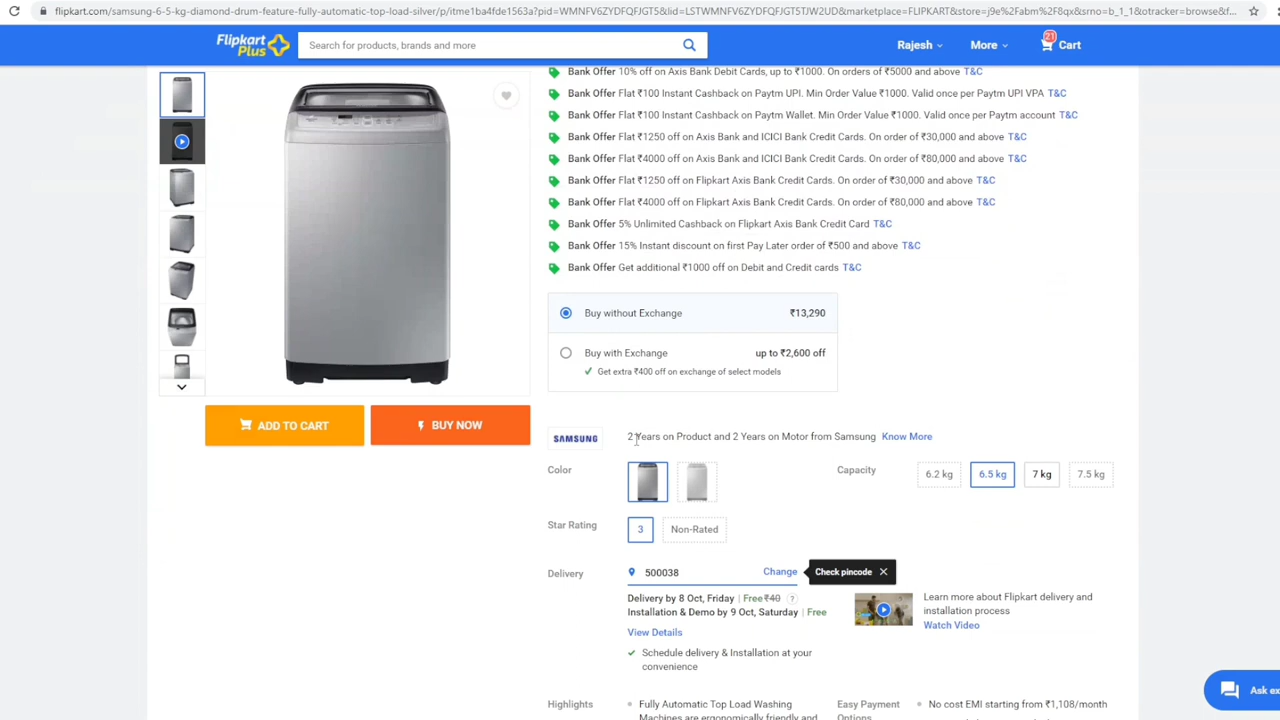 flipkart.com/samsung-6-5-kg-diamond-drum-feature-fully-automatic-top-load-silver/p/itme1ba4fde1563a?pid=WMNFV6ZYDFQFJGT5&lid=LSTWMNFV6ZYDFQFJGT5TJW2UD&marketplace=FLIPKART&store=j9e%2fabm%2f8qx&srno=b_1_1&otracker=browse&f...
Flipkart Plus
Search for products, brands and more
Rajesh
More
21
Cart
Bank Offer 10% off on Axis Bank Debit Cards, up to ₹1000. On orders of ₹5000 and above T&C
Bank Offer Flat ₹100 Instant Cashback on Paytm UPI. Min Order Value ₹1000. Valid once per Paytm UPI VPA T&C
Bank Offer Flat ₹100 Instant Cashback on Paytm Wallet. Min Order Value ₹1000. Valid once per Paytm account T&C
Bank Offer Flat ₹1250 off on Axis Bank and ICICI Bank Credit Cards. On order of ₹30,000 and above T&C
Bank Offer Flat ₹4000 off on Axis Bank and ICICI Bank Credit Cards. On order of ₹80,000 and above T&C
Bank Offer Flat ₹1250 off on Flipkart Axis Bank Credit Cards. On order of ₹30,000 and above T&C
Bank Offer Flat ₹4000 off on Flipkart Axis Bank Credit Cards. On order of ₹80,000 and above T&C
Bank Offer 5% Unlimited Cashback on Flipkart Axis Bank Credit Card T&C
Bank Offer 15% Instant discount on first Pay Later order of ₹500 and above T&C
Bank Offer Get additional ₹1000 off on Debit and Credit cards T&C
Buy without Exchange ₹13,290
Buy with Exchange up to ₹2,600 off
Get extra ₹400 off on exchange of select models
ADD TO CART
BUY NOW
SAMSUNG 2 Years on Product and 2 Years on Motor from Samsung Know More
Color
Capacity 6.2 kg 6.5 kg 7 kg 7.5 kg
Star Rating 3 Non-Rated
Delivery 500038 Change Check pincode
Delivery by 8 Oct, Friday | Free ₹40 ?
Installation & Demo by 9 Oct, Saturday | Free
View Details
Learn more about Flipkart delivery and
installation process
Watch Video
Schedule delivery & Installation at your
convenience
Highlights
Fully Automatic Top Load Washing
Machines are ergonomically friendly and
Easy Payment
Options
No cost EMI starting from ₹1,108/month
Ask ex